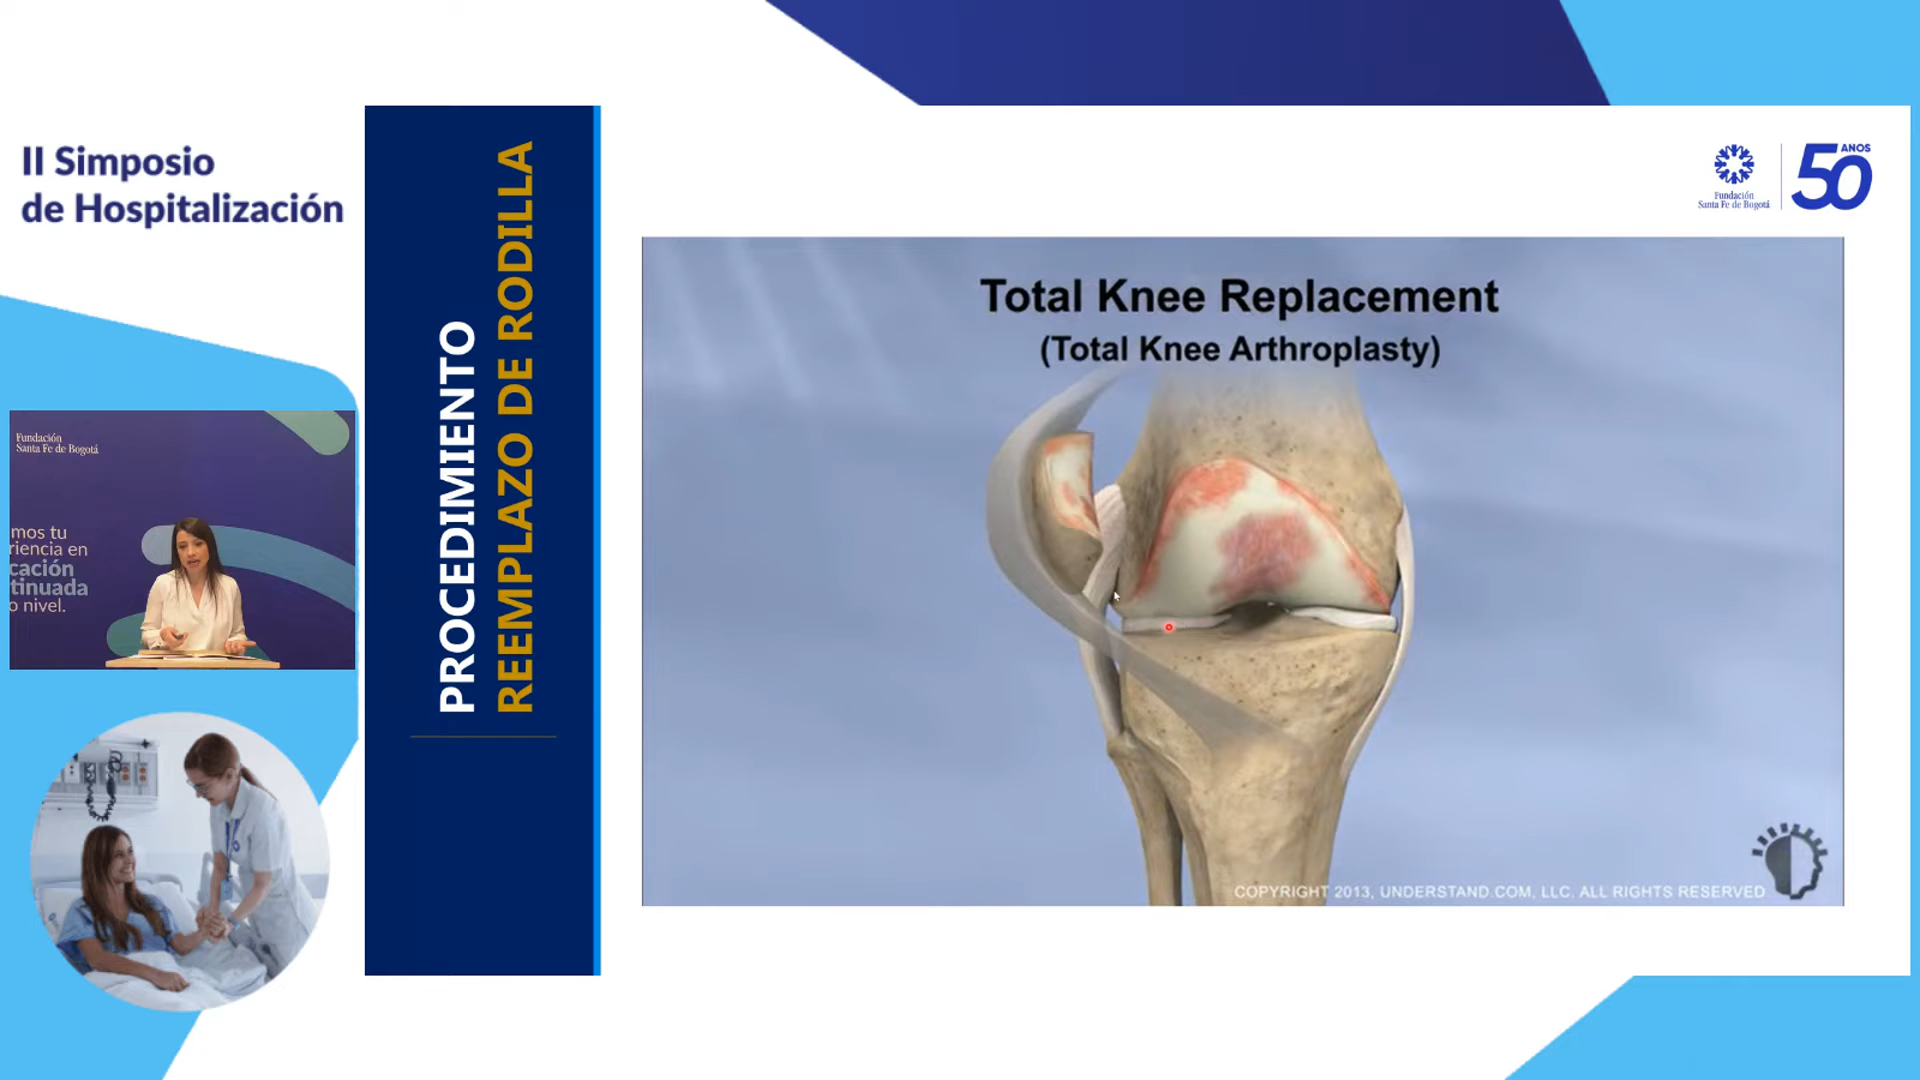 II Simposio
de Hospitalización
Fundación
Santa Fe de Bogotá
mos tu
riencia en
cación
tinuada
o nivel.
PROCEDIMIENTO
REEMPLAZO DE RODILLA
Fundación
Santa Fe de Bogotá
50
AÑOS
Total Knee Replacement
(Total Knee Arthroplasty)
COPYRIGHT 2013, UNDERSTAND.COM, LLC. ALL RIGHTS RESERVED